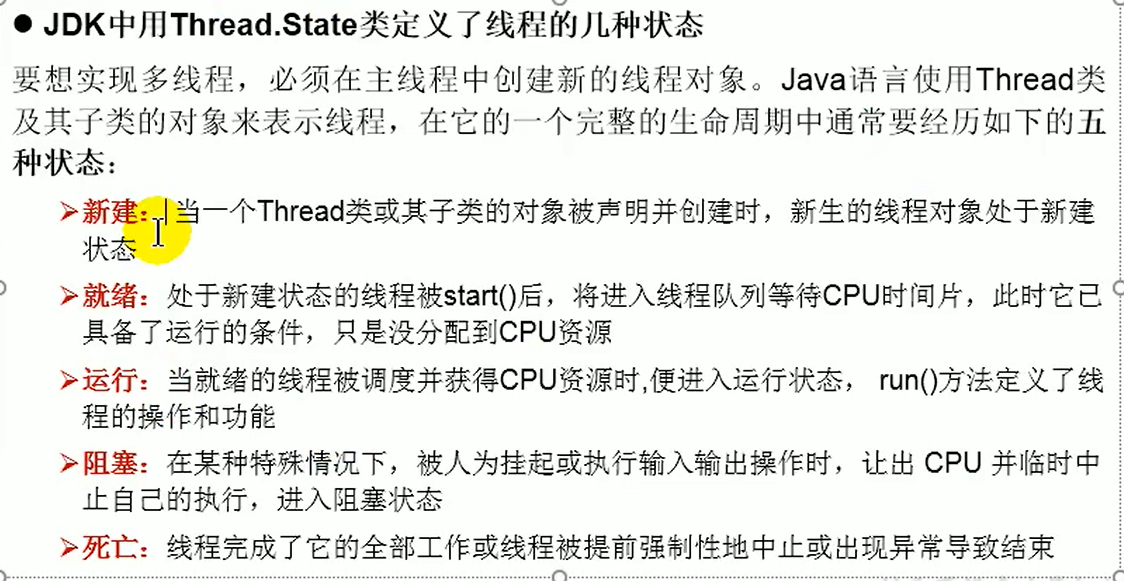 ● JDK中用Thread.State类定义了线程的几种状态
要想实现多线程，必须在主线程中创建新的线程对象。Java语言使用Thread类
及其子类的对象来表示线程，在它的一个完整的生命周期中通常要经历如下的五
种状态：
➢新建： 当一个Thread类或其子类的对象被声明并创建时，新生的线程对象处于新建
状态
➢就绪：处于新建状态的线程被start()后，将进入线程队列等待CPU时间片，此时它已
具备了运行的条件，只是没分配到CPU资源
➢运行：当就绪的线程被调度并获得CPU资源时,便进入运行状态， run()方法定义了线
程的操作和功能
➢阻塞：在某种特殊情况下，被人为挂起或执行输入输出操作时，让出 CPU 并临时中
止自己的执行，进入阻塞状态
➢死亡：线程完成了它的全部工作或线程被提前强制性地中止或出现异常导致结束